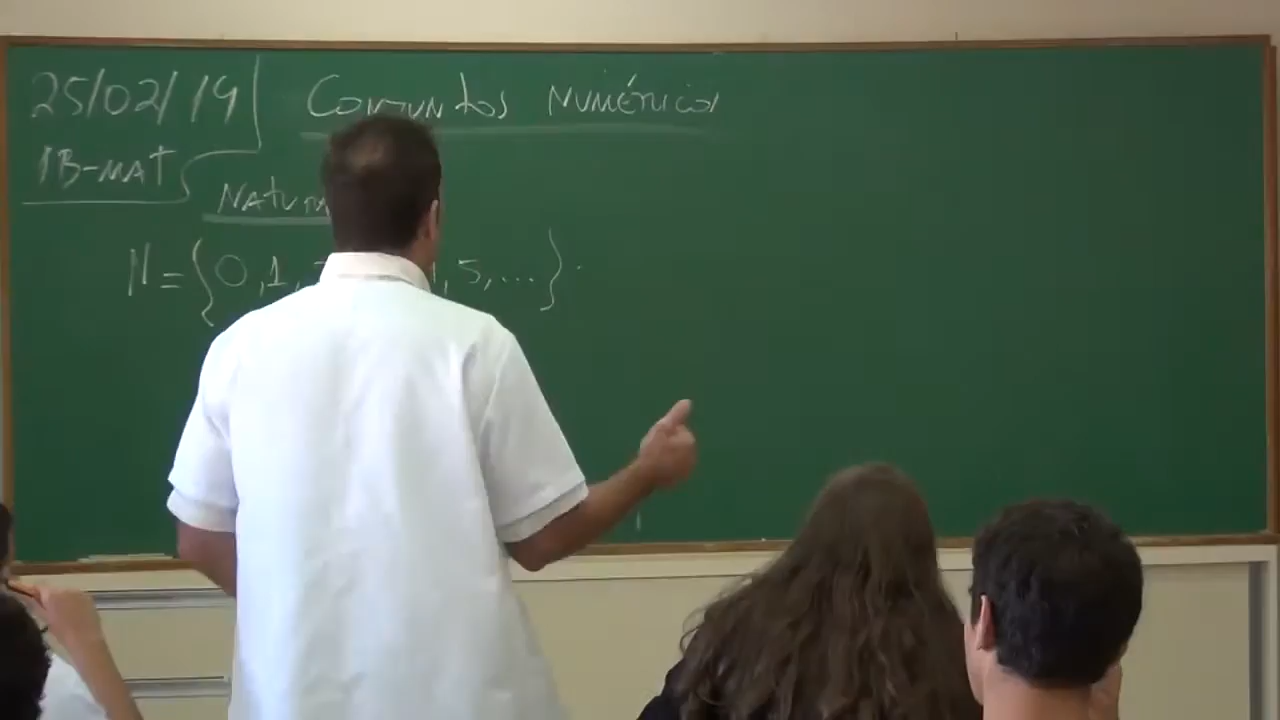 25/02/19
Conjuntos Numéricos
1B-MAT
N = {0, 1, , 5, ...}.